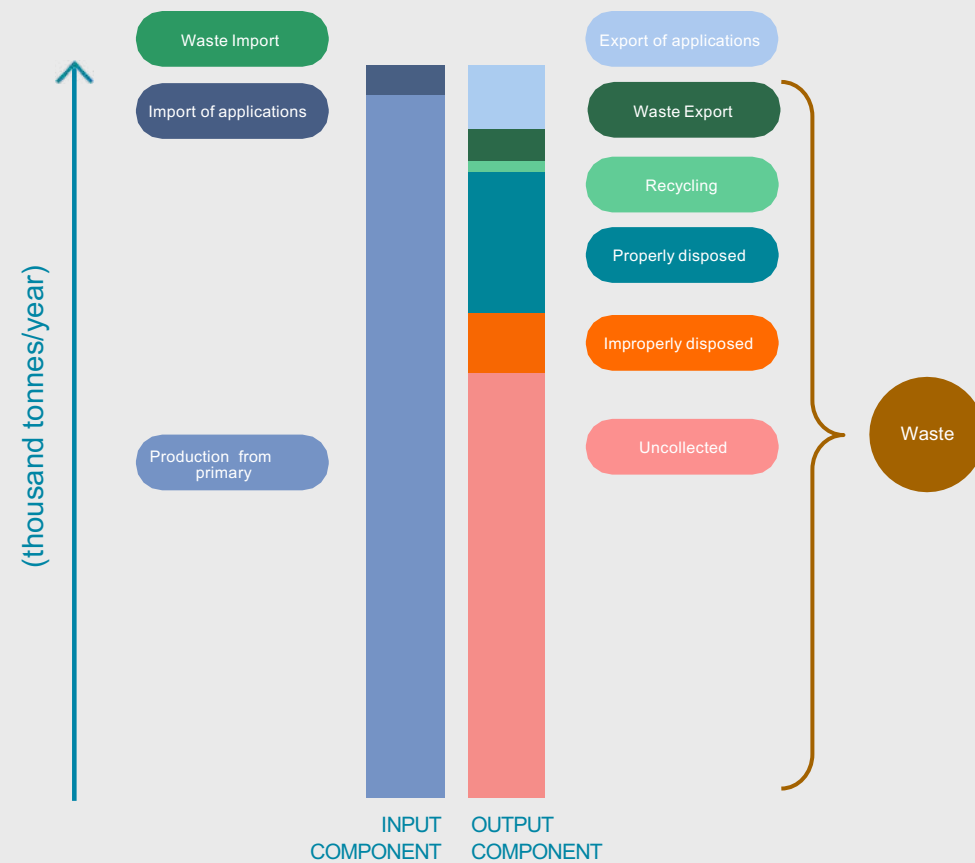 Waste Import
Export of applications
Import of applications
Waste Export
Recycling
Properly disposed
(thousand tonnes/year)
Improperly disposed
Production from
primary
Uncollected
Waste
INPUT
COMPONENT
OUTPUT
COMPONENT